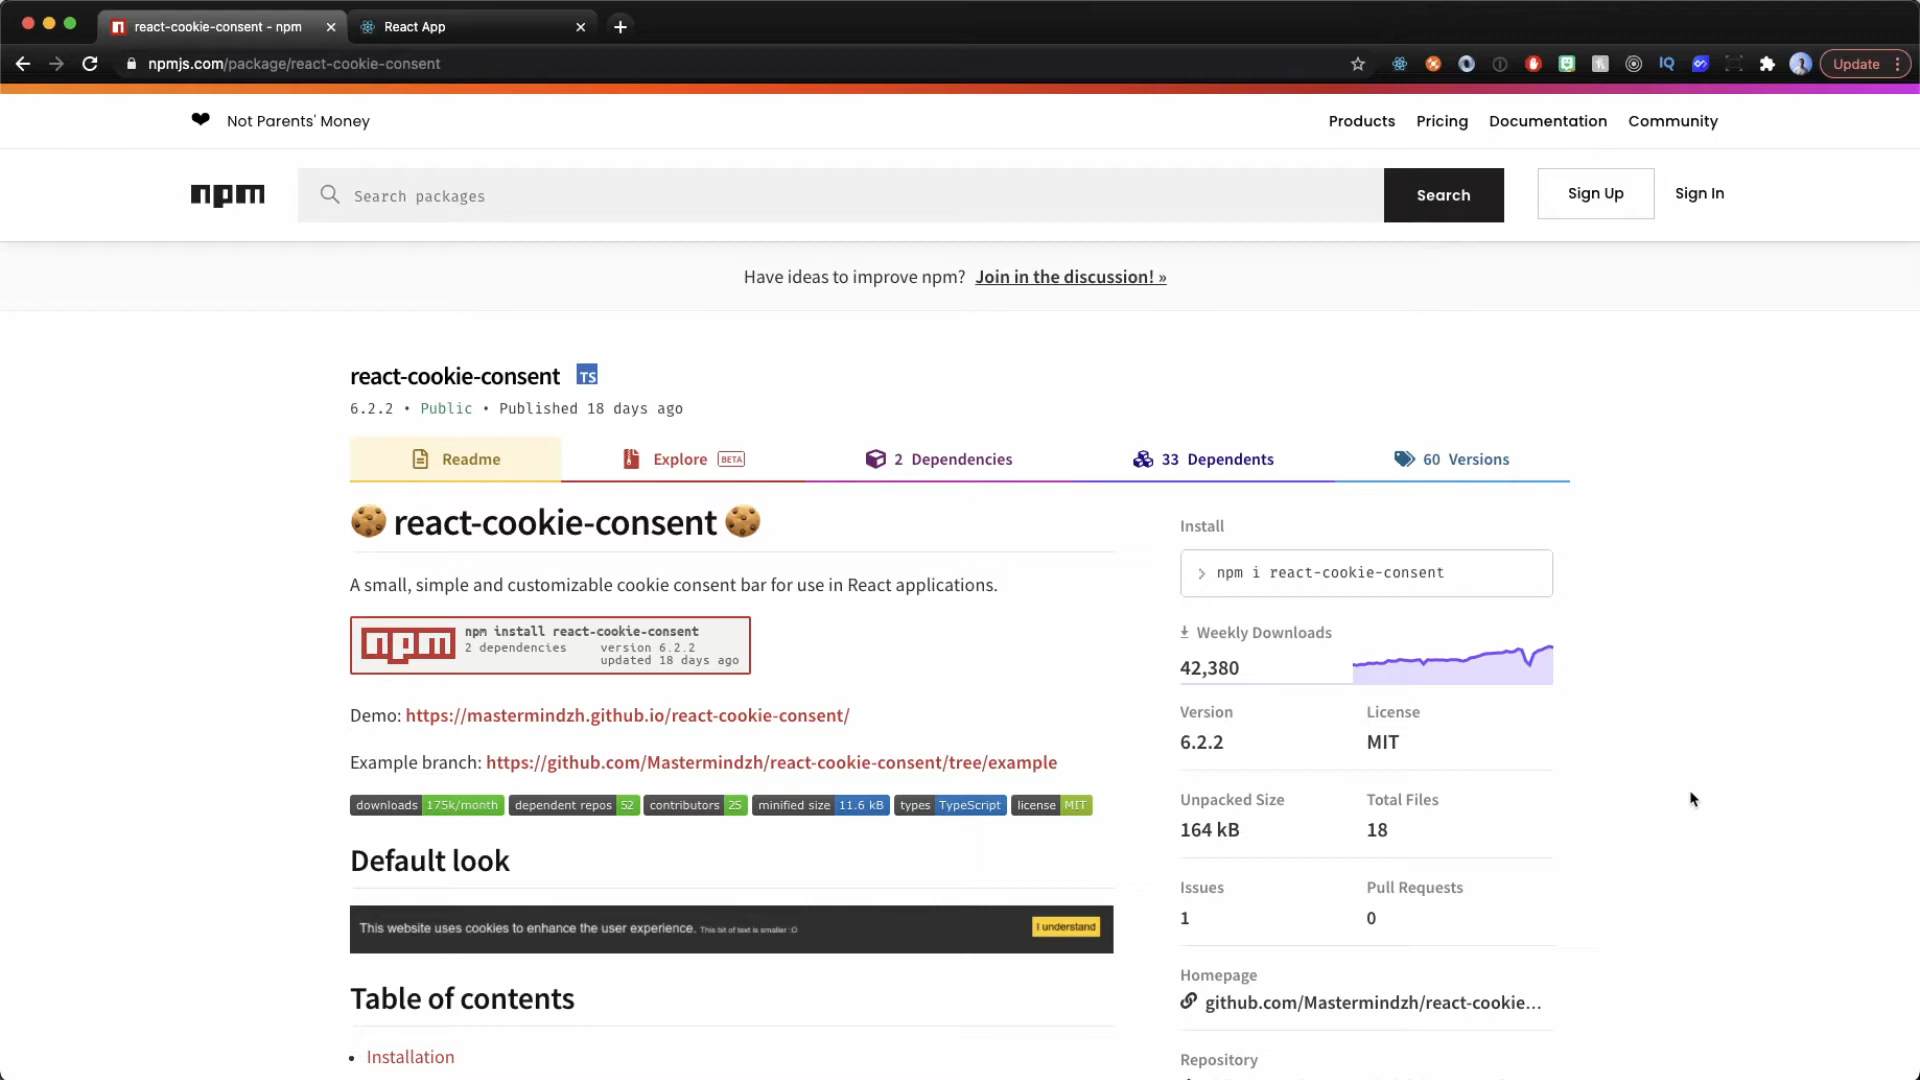 react-cookie-consent - npm
React App
npmjs.com/package/react-cookie-consent
IQ
Update
Not Parents' Money
Products
Pricing
Documentation
Community
npm
Search packages
Search
Sign Up
Sign In
Have ideas to improve npm? Join in the discussion! »
react-cookie-consent TS
6.2.2 • Public • Published 18 days ago
Readme
Explore BETA
2 Dependencies
33 Dependents
60 Versions
react-cookie-consent
A small, simple and customizable cookie consent bar for use in React applications.
npm
npm install react-cookie-consent
2 dependencies version 6.2.2
updated 18 days ago
Demo: https://mastermindzh.github.io/react-cookie-consent/
Example branch: https://github.com/Mastermindzh/react-cookie-consent/tree/example
downloads 175k/month dependent repos 52 contributors 25 minified size 11.6 kB types TypeScript license MIT
Default look
This website uses cookies to enhance the user experience. This bit of text is smaller :O
I understand
Table of contents
• Installation
Install
npm i react-cookie-consent
Weekly Downloads
42,380
Version
6.2.2
License
MIT
Unpacked Size
164 kB
Total Files
18
Issues
1
Pull Requests
0
Homepage
github.com/Mastermindzh/react-cookie...
Repository